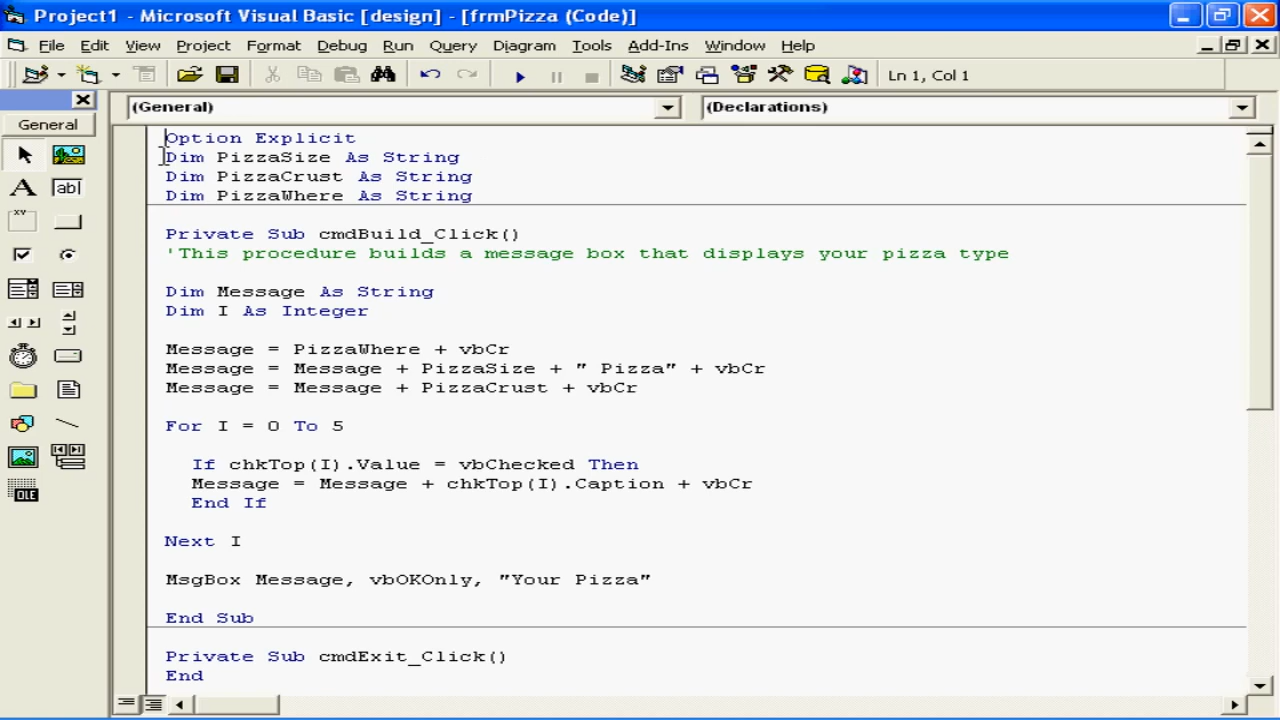 Project1 - Microsoft Visual Basic [design] - [frmPizza (Code)]
File Edit View Project Format Debug Run Query Diagram Tools Add-Ins Window Help
Ln 1, Col 1
(General) (Declarations)
General
A ab|
XY
OLE
Option Explicit
Dim PizzaSize As String
Dim PizzaCrust As String
Dim PizzaWhere As String
Private Sub cmdBuild_Click()
'This procedure builds a message box that displays your pizza type
Dim Message As String
Dim I As Integer
Message = PizzaWhere + vbCr
Message = Message + PizzaSize + " Pizza" + vbCr
Message = Message + PizzaCrust + vbCr
For I = 0 To 5
If chkTop(I).Value = vbChecked Then
Message = Message + chkTop(I).Caption + vbCr
End If
Next I
MsgBox Message, vbOKOnly, "Your Pizza"
End Sub
Private Sub cmdExit_Click()
End